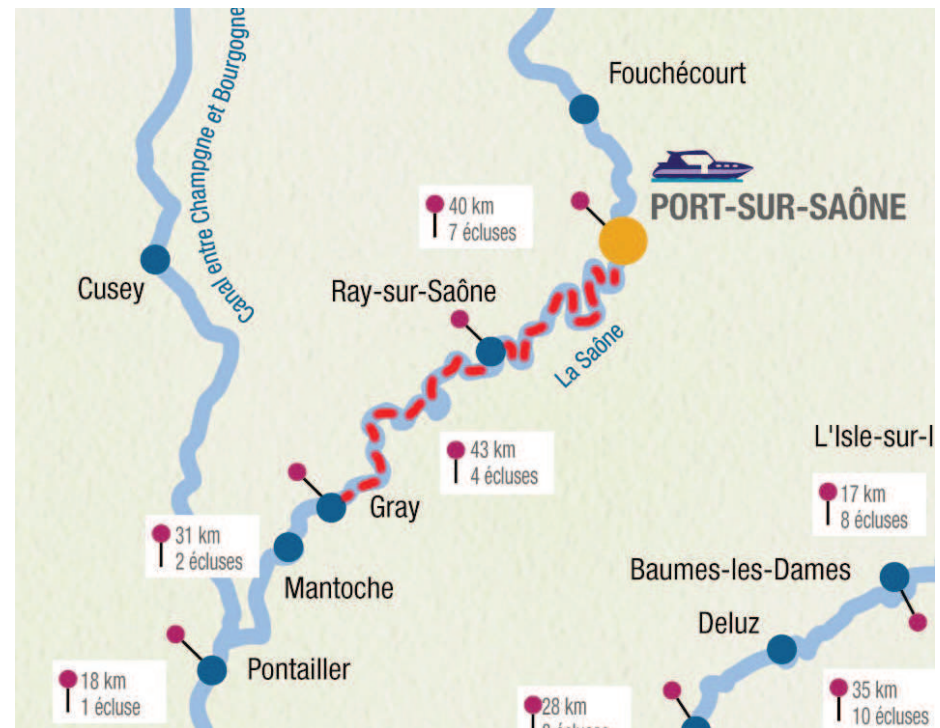 Canal entre Champgne et Bourgogne
Fouchécourt
PORT-SUR-SAÔNE
40 km
7 écluses
Cusey
Ray-sur-Saône
La Saône
43 km
4 écluses
L'Isle-sur-l
17 km
8 écluses
Gray
31 km
2 écluses
Mantoche
Baumes-les-Dames
Deluz
Pontailler
18 km
1 écluse
28 km
35 km
10 écluses